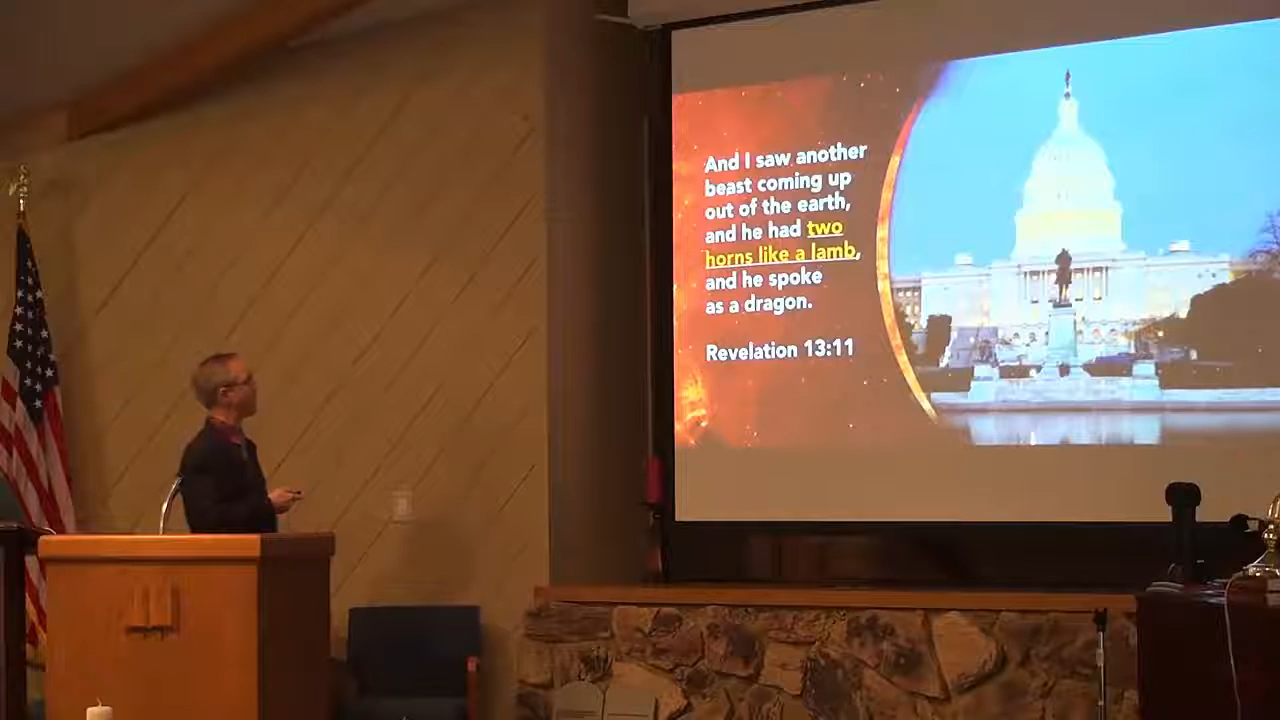 And I saw another
beast coming up
out of the earth,
and he had two
horns like a lamb,
and he spoke
as a dragon.
Revelation 13:11